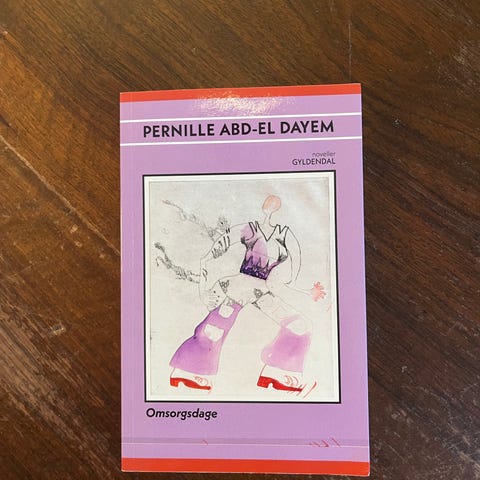 PERNILLE ABD-EL DAYEM
noveller
GYLDENDAL
Omsorgsdage